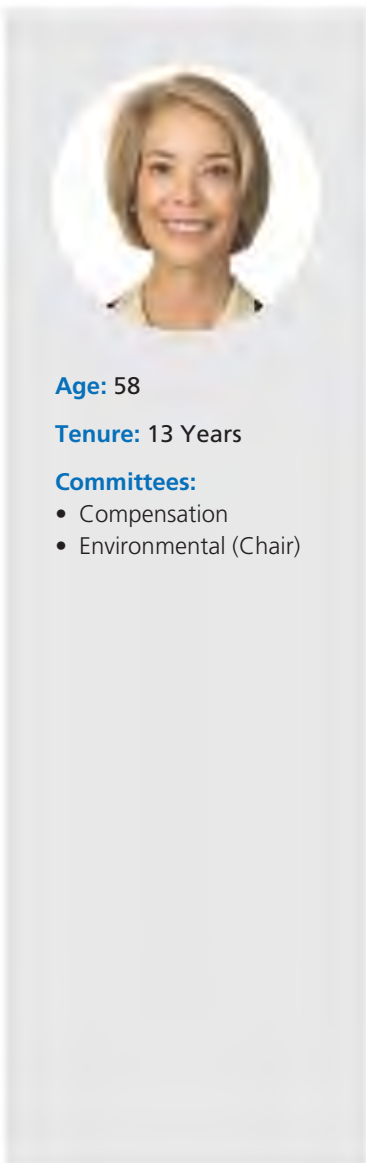 Age: 58
Tenure: 13 Years
Committees:
• Compensation
• Environmental (Chair)